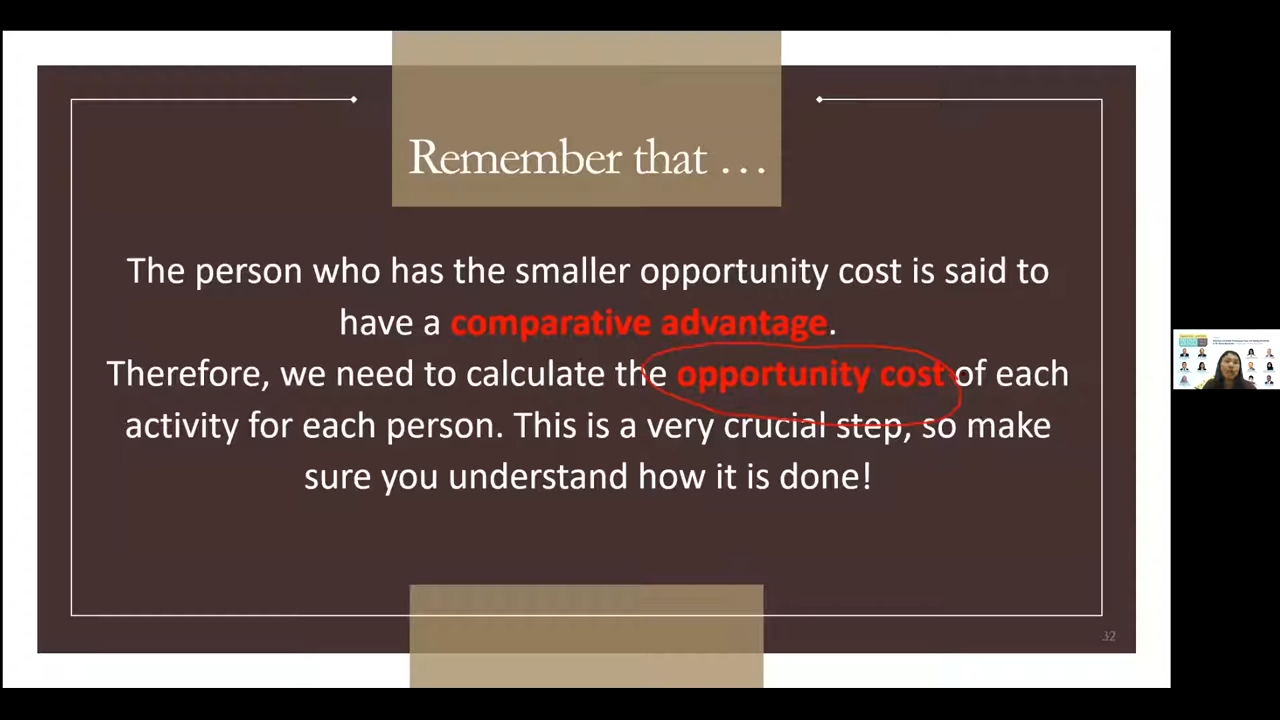 Remember that ...
The person who has the smaller opportunity cost is said to
have a comparative advantage.
Therefore, we need to calculate the opportunity cost of each
activity for each person. This is a very crucial step, so make
sure you understand how it is done!
32